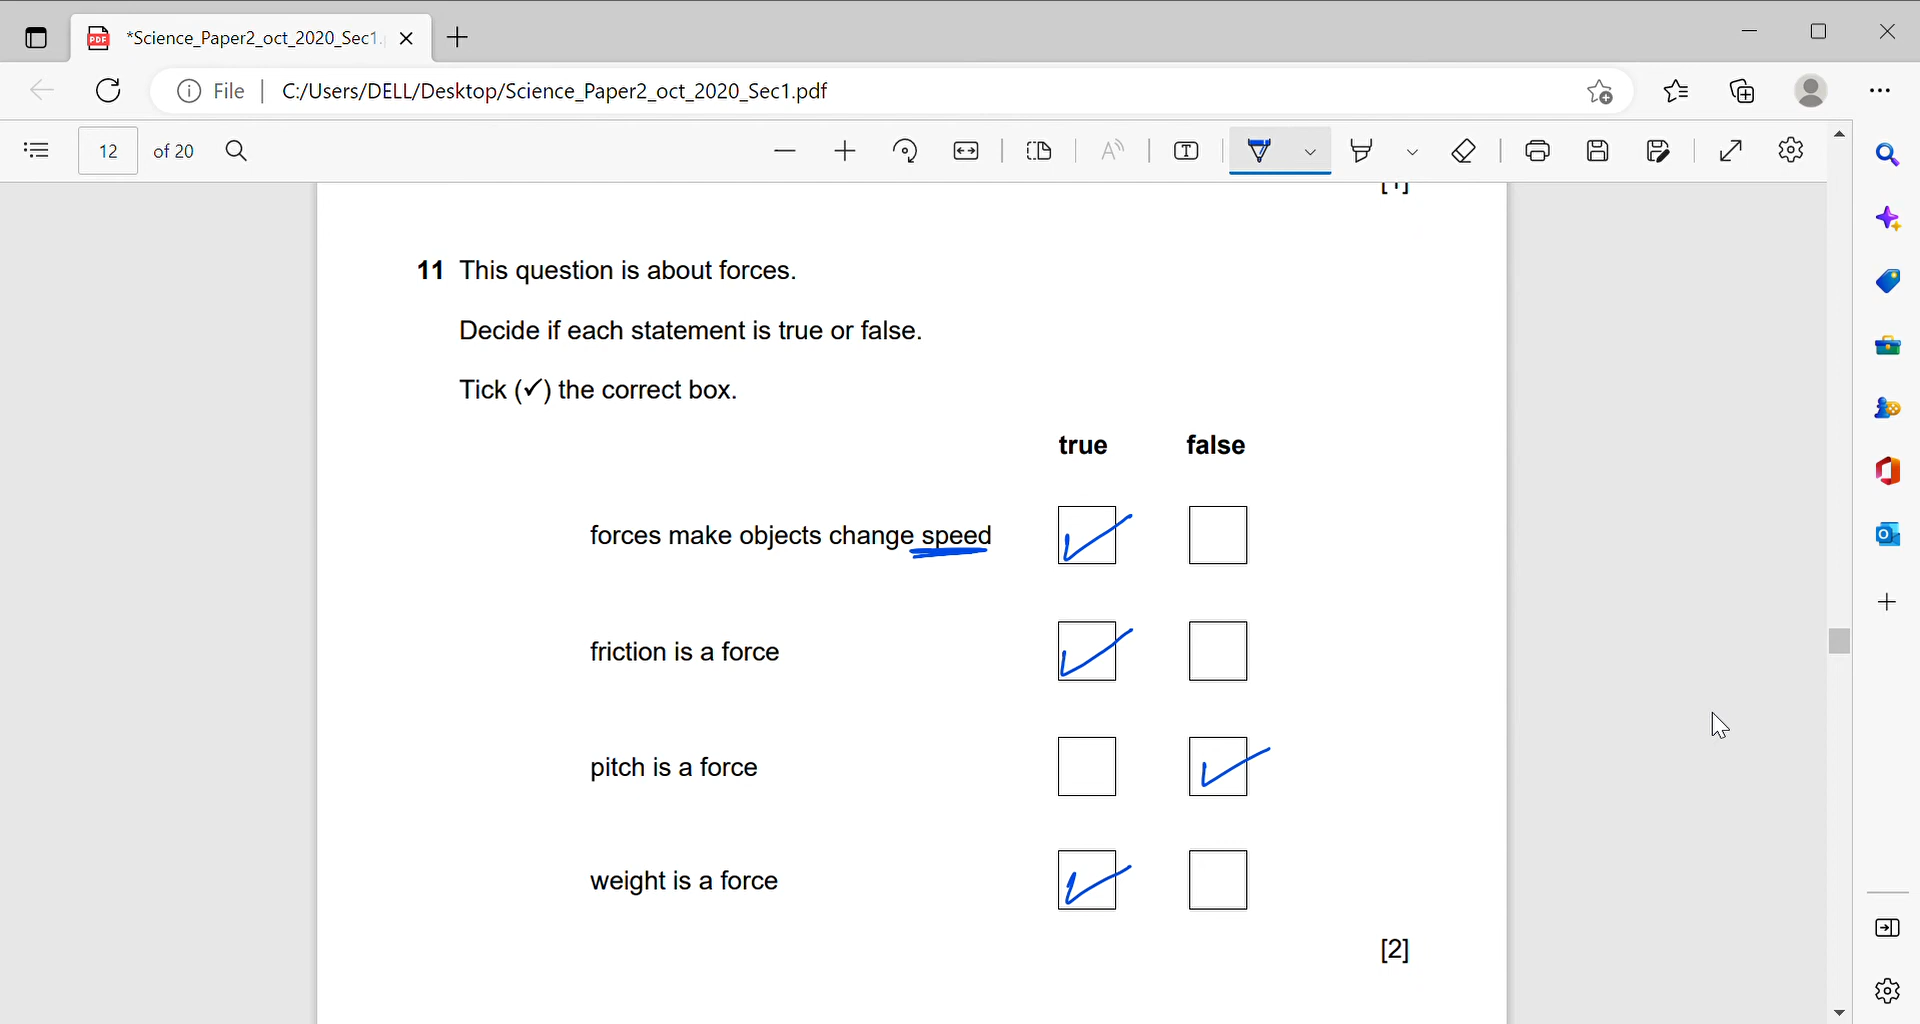 *Science_Paper2_oct_2020_Sec1.
File
C:/Users/DELL/Desktop/Science_Paper2_oct_2020_Sec1.pdf
12 of 20
[1]
11 This question is about forces.
Decide if each statement is true or false.
Tick (✓) the correct box.
true false
forces make objects change speed
friction is a force
pitch is a force
weight is a force
[2]